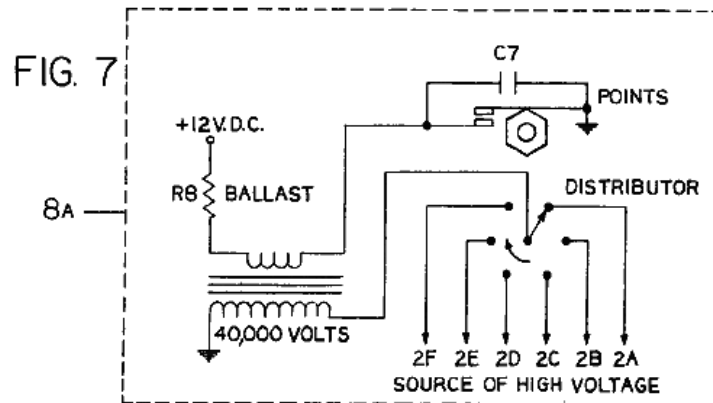 FIG. 7
C7
POINTS
+12V.D.C.
R8 BALLAST
DISTRIBUTOR
8A
40,000 VOLTS
2F 2E 2D 2C 2B 2A
SOURCE OF HIGH VOLTAGE